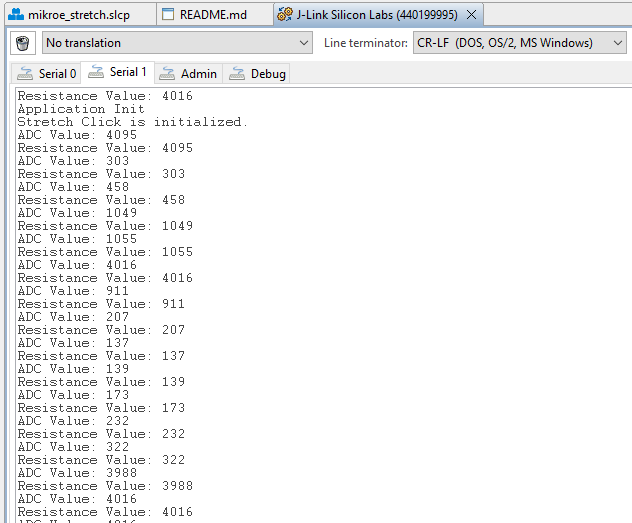 mikroe_stretch.slcp README.md J-Link Silicon Labs (440199995)
No translation Line terminator: CR-LF (DOS, OS/2, MS Windows)
Serial 0 Serial 1 Admin Debug
Resistance Value: 4016
Application Init
Stretch Click is initialized.
ADC Value: 4095
Resistance Value: 4095
ADC Value: 303
Resistance Value: 303
ADC Value: 458
Resistance Value: 458
ADC Value: 1049
Resistance Value: 1049
ADC Value: 1055
Resistance Value: 1055
ADC Value: 4016
Resistance Value: 4016
ADC Value: 911
Resistance Value: 911
ADC Value: 207
Resistance Value: 207
ADC Value: 137
Resistance Value: 137
ADC Value: 139
Resistance Value: 139
ADC Value: 173
Resistance Value: 173
ADC Value: 232
Resistance Value: 232
ADC Value: 322
Resistance Value: 322
ADC Value: 3988
Resistance Value: 3988
ADC Value: 4016
Resistance Value: 4016
ADC Value: 4016